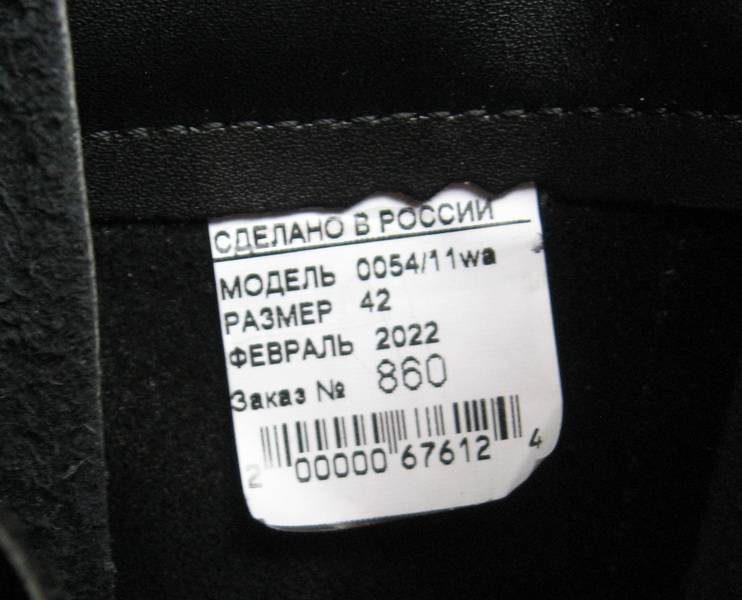 СДЕЛАНО В РОССИИ
МОДЕЛЬ 0054/11wa
РАЗМЕР 42
ФЕВРАЛЬ 2022
Заказ № 860
2 00000 67612 4